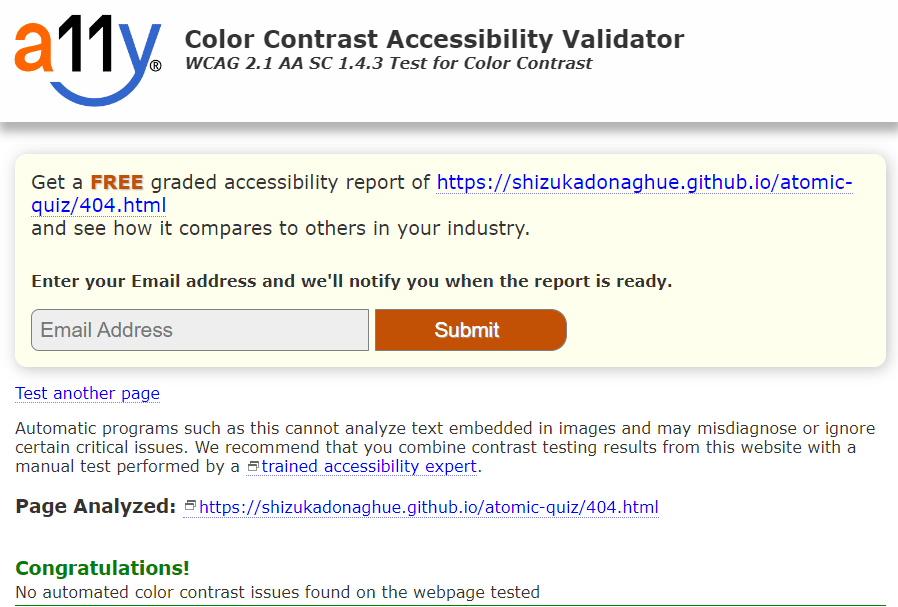 a11y®
Color Contrast Accessibility Validator
WCAG 2.1 AA SC 1.4.3 Test for Color Contrast
Get a FREE graded accessibility report of https://shizukadonaghue.github.io/atomic-
quiz/404.html
and see how it compares to others in your industry.
Enter your Email address and we'll notify you when the report is ready.
Email Address
Submit
Test another page
Automatic programs such as this cannot analyze text embedded in images and may misdiagnose or ignore
certain critical issues. We recommend that you combine contrast testing results from this website with a
manual test performed by a trained accessibility expert.
Page Analyzed: https://shizukadonaghue.github.io/atomic-quiz/404.html
Congratulations!
No automated color contrast issues found on the webpage tested